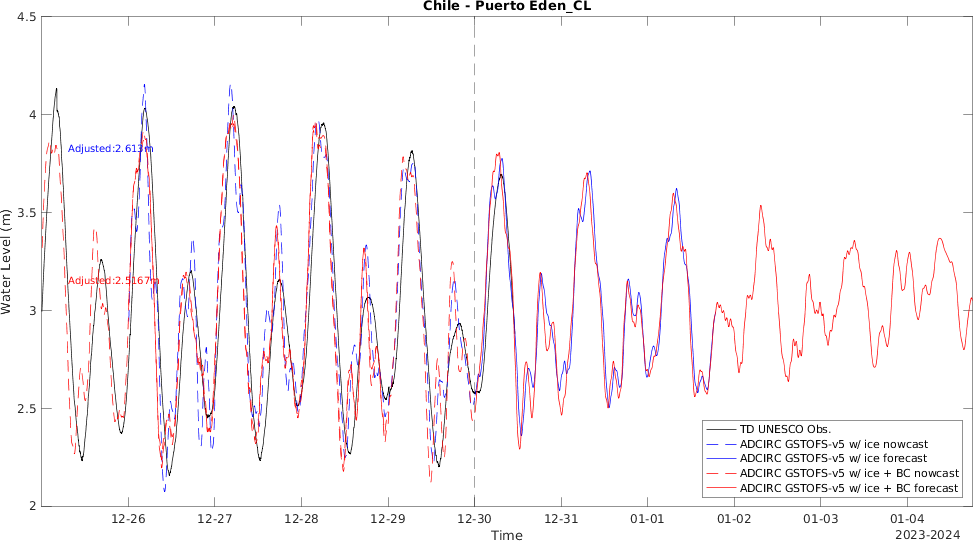 Chile - Puerto Eden_CL
4.5
4
3.5
3
2.5
2
Water Level (m)
Adjusted:2.613m
Adjusted:2.5167m
TD UNESCO Obs.
ADCIRC GSTOFS-v5 w/ ice nowcast
ADCIRC GSTOFS-v5 w/ ice forecast
ADCIRC GSTOFS-v5 w/ ice + BC nowcast
ADCIRC GSTOFS-v5 w/ ice + BC forecast
12-26
12-27
12-28
12-29
12-30
12-31
01-01
01-02
01-03
01-04
Time
2023-2024